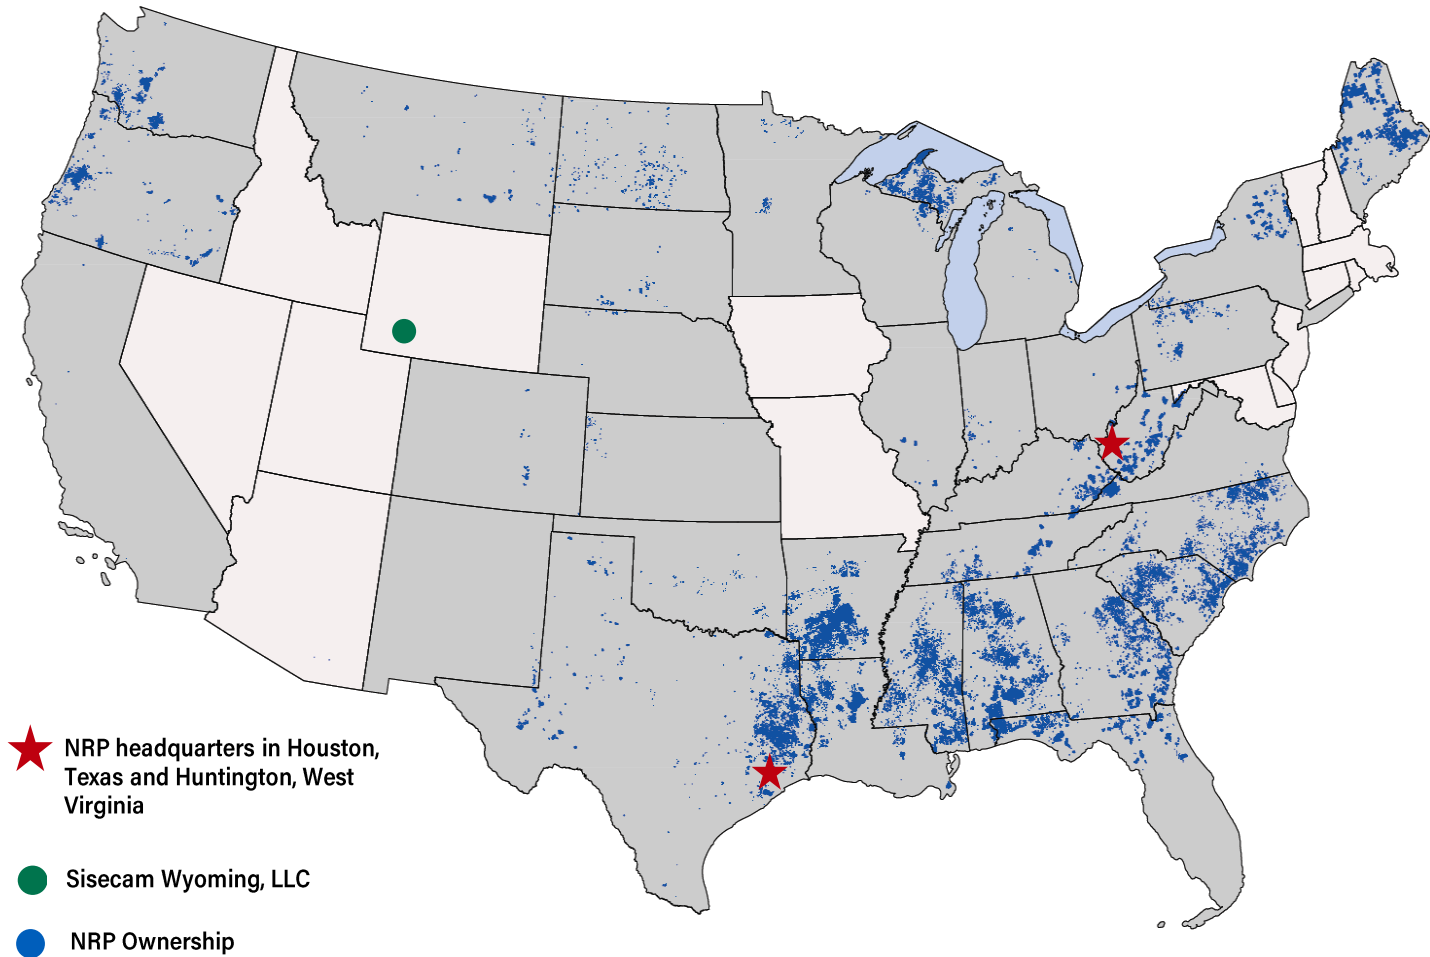 NRP headquarters in Houston,
Texas and Huntington, West
Virginia
Sisecam Wyoming, LLC
NRP Ownership